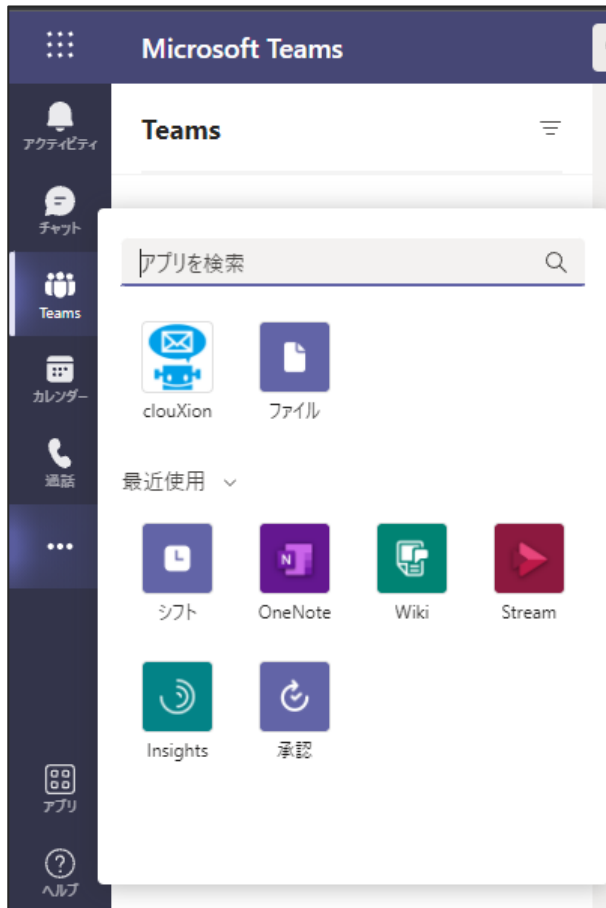 Microsoft Teams
アクティビティ
チャット
Teams
カレンダー
通話
アプリ
ヘルプ
Teams
アプリを検索
clouXion
ファイル
最近使用
シフト
OneNote
Wiki
Stream
Insights
承認